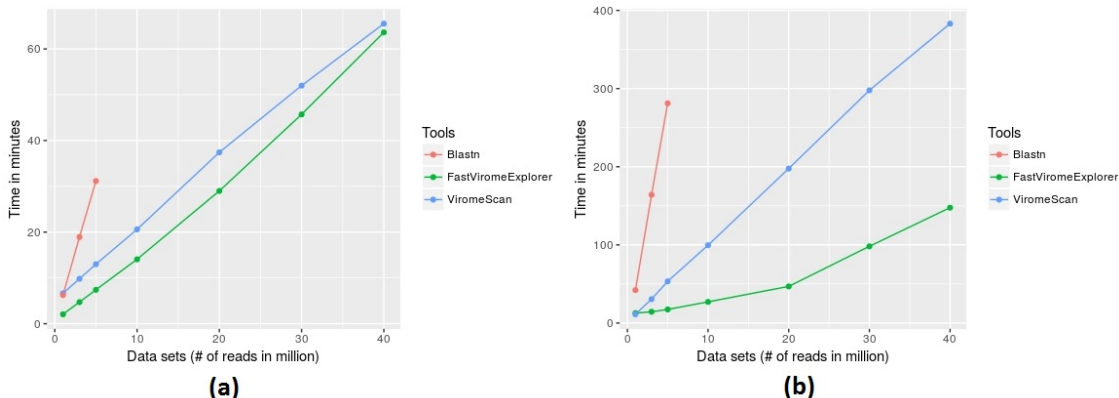 60
40
20
0
Time in minutes
0 10 20 30 40
Data sets (# of reads in million)
Tools
Blastn
FastViromeExplorer
ViromeScan
(a)
400
300
200
100
0
Time in minutes
0 10 20 30 40
Data sets (# of reads in million)
Tools
Blastn
FastViromeExplorer
ViromeScan
(b)